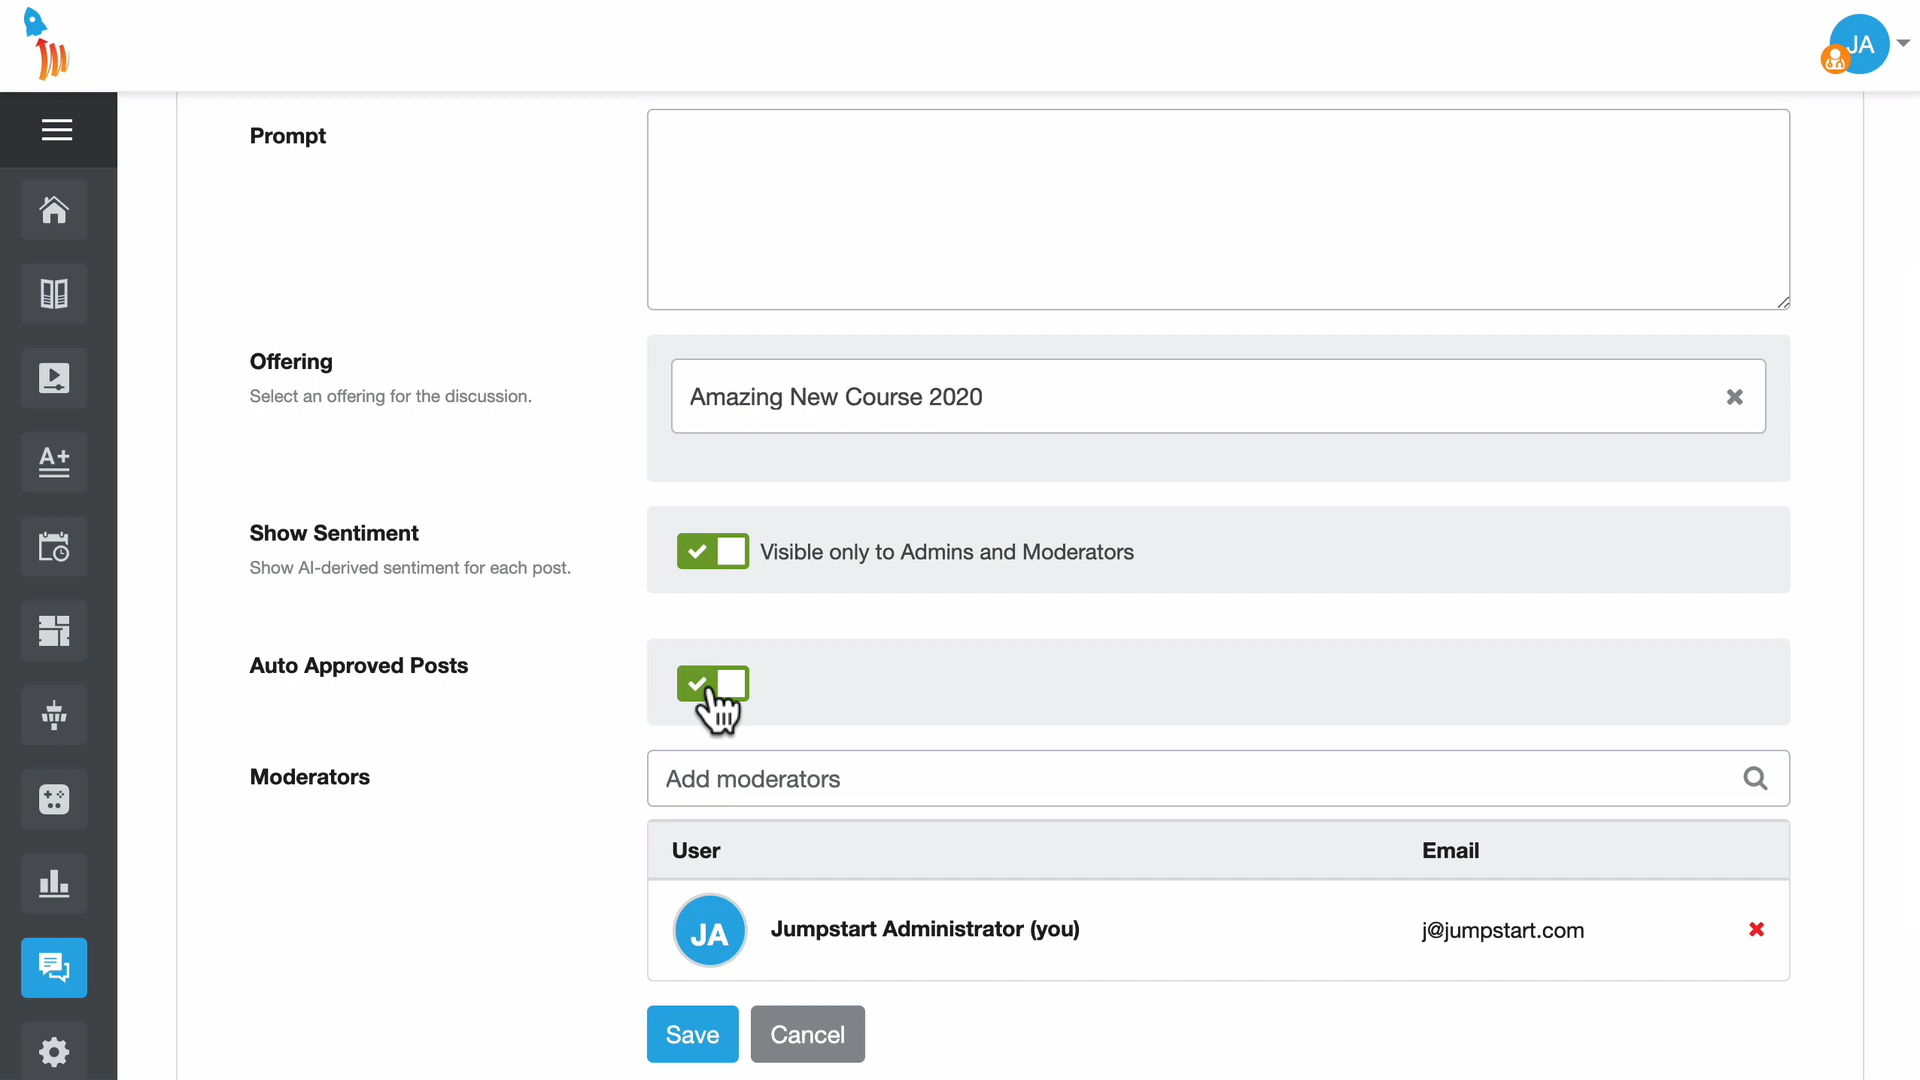 JA
Prompt
Offering
Select an offering for the discussion.
Amazing New Course 2020
Show Sentiment
Show AI-derived sentiment for each post.
Visible only to Admins and Moderators
Auto Approved Posts
Moderators
Add moderators
User Email
JA Jumpstart Administrator (you) j@jumpstart.com
Save Cancel
A+